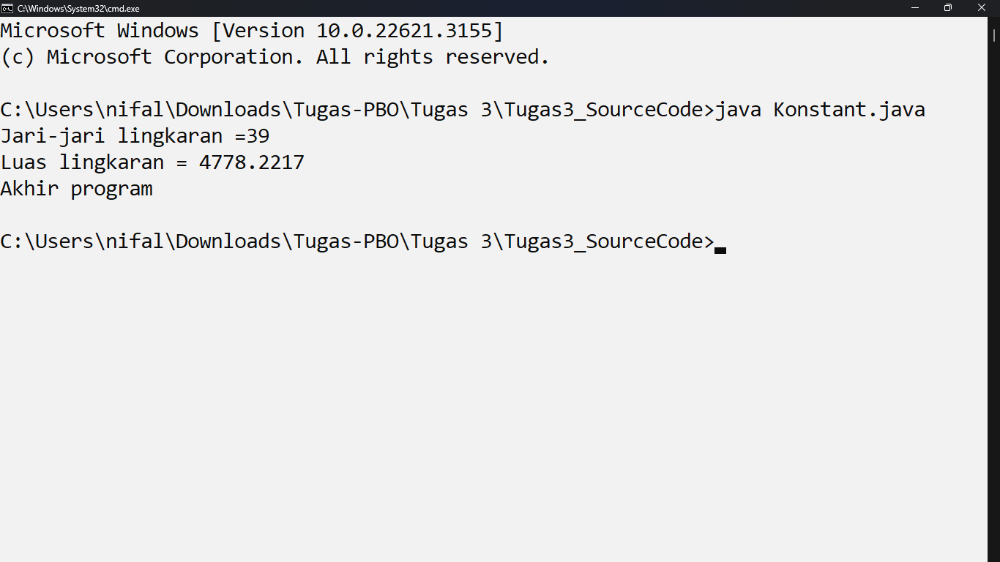 C:\Windows\System32\cmd.exe
Microsoft Windows [Version 10.0.22621.3155]
(c) Microsoft Corporation. All rights reserved.
C:\Users\nifal\Downloads\Tugas-PBO\Tugas 3\Tugas3_SourceCode>java Konstant.java
Jari-jari lingkaran =39
Luas lingkaran = 4778.2217
Akhir program
C:\Users\nifal\Downloads\Tugas-PBO\Tugas 3\Tugas3_SourceCode>